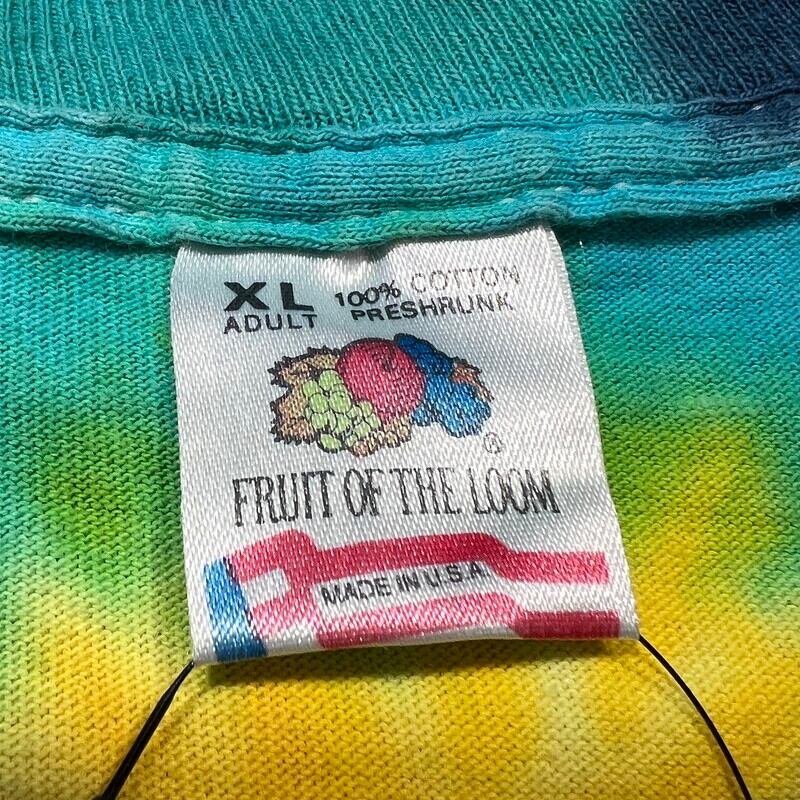 XL 100% COTTON
ADULT PRESHRUNK
®
FRUIT OF THE LOOM
MADE IN U.S.A.